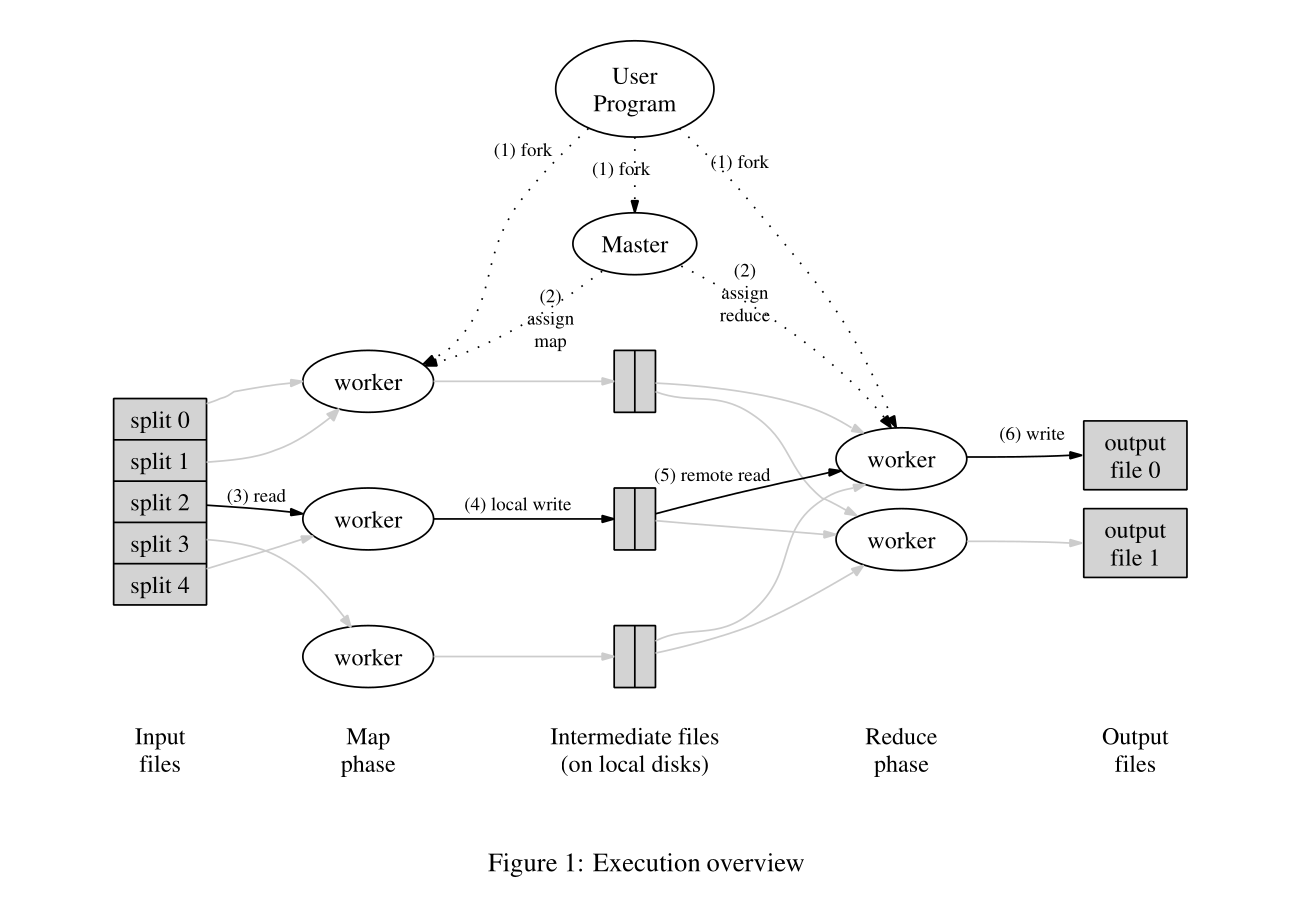 User
Program
(1) fork
(1) fork
(1) fork
Master
(2)
assign
map
(2)
assign
reduce
worker
split 0
split 1
split 2
split 3
split 4
(3) read
worker
(4) local write
(5) remote read
worker
(6) write
output
file 0
worker
output
file 1
worker
Input
files
Map
phase
Intermediate files
(on local disks)
Reduce
phase
Output
files
Figure 1: Execution overview